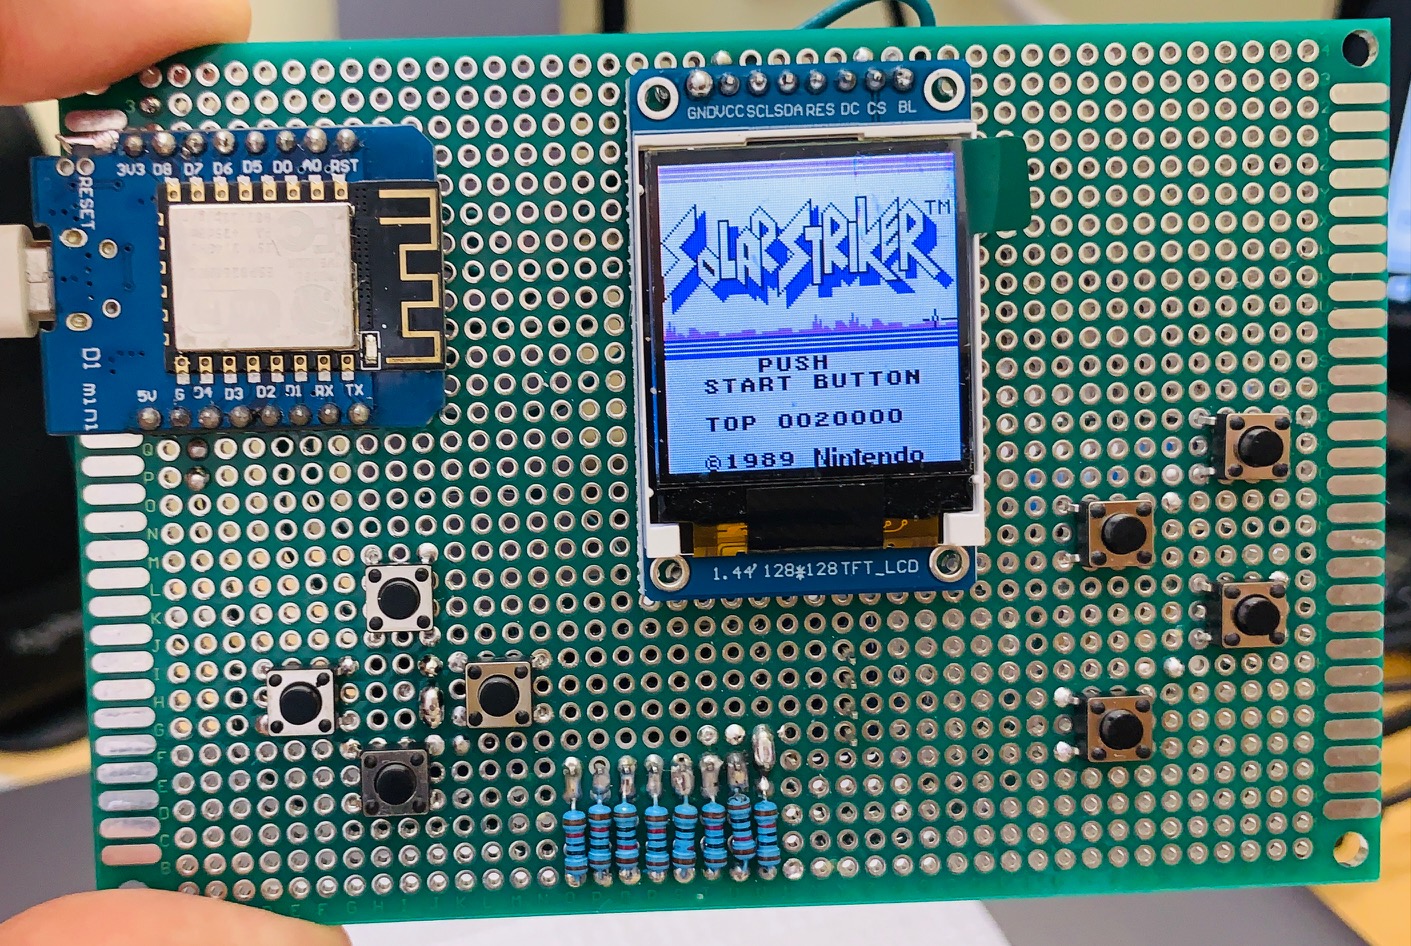 GND VCC SCL SDA RES DC CS BL
3V3 D8 D7 D6 D5 D0 A0 RST
RESET
D1 mini
5V G D4 D3 D2 D1 RX TX
SOLARSTRIKER™
PUSH
START BUTTON
TOP 0020000
©1989 Nintendo
1.44" 128*128 TFT_LCD
3
Q
P
O
N
M
L
K
J
I
H
G
F
E
D
C
B